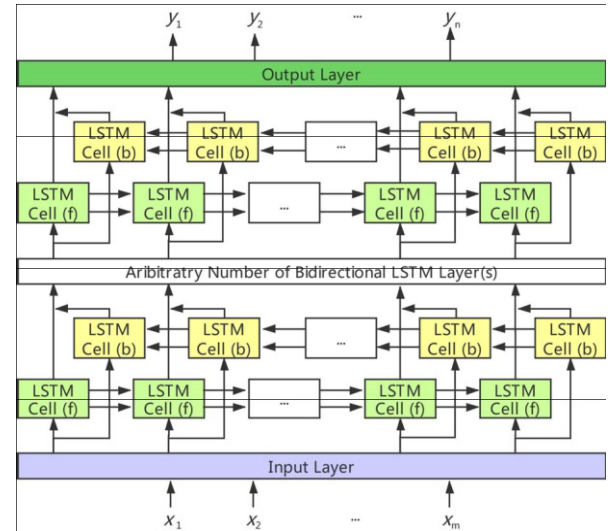 y1 y2 ... yn
Output Layer
LSTM Cell (b) LSTM Cell (b) ... LSTM Cell (b) LSTM Cell (b)
LSTM Cell (f) LSTM Cell (f) ... LSTM Cell (f) LSTM Cell (f)
Aribitratry Number of Bidirectional LSTM Layer(s)
LSTM Cell (b) LSTM Cell (b) ... LSTM Cell (b) LSTM Cell (b)
LSTM Cell (f) LSTM Cell (f) ... LSTM Cell (f) LSTM Cell (f)
Input Layer
x1 x2 ... xm